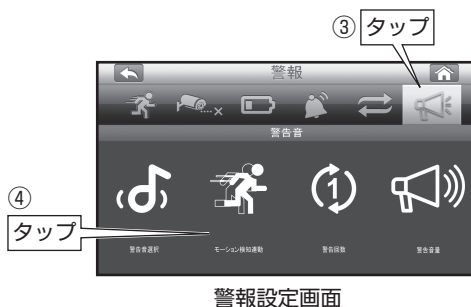 ③ タップ
警報
警告音
④
タップ
警告音選択 モーション検知連動 警告回数 警告音量
警報設定画面